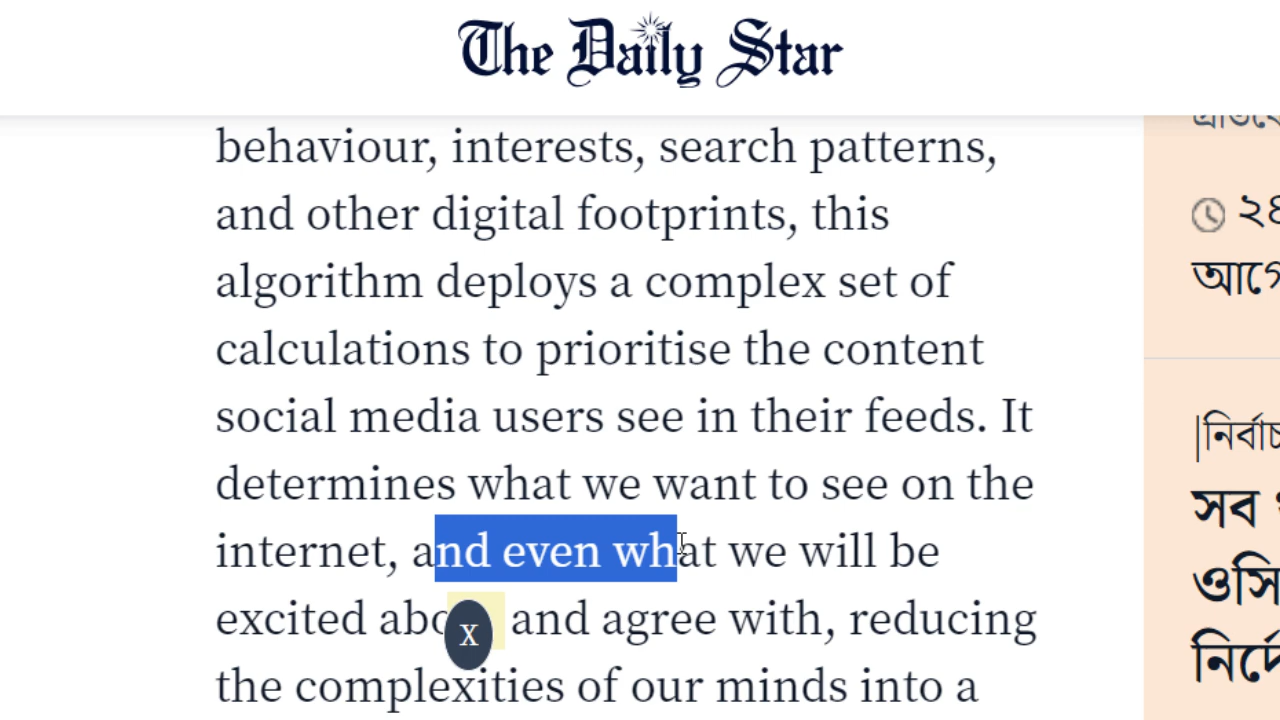 The Daily Star
behaviour, interests, search patterns,
and other digital footprints, this
algorithm deploys a complex set of
calculations to prioritise the content
social media users see in their feeds. It
determines what we want to see on the
internet, and even what we will be
excited and agree with, reducing
x
the complexities of our minds into a
আগে
সব